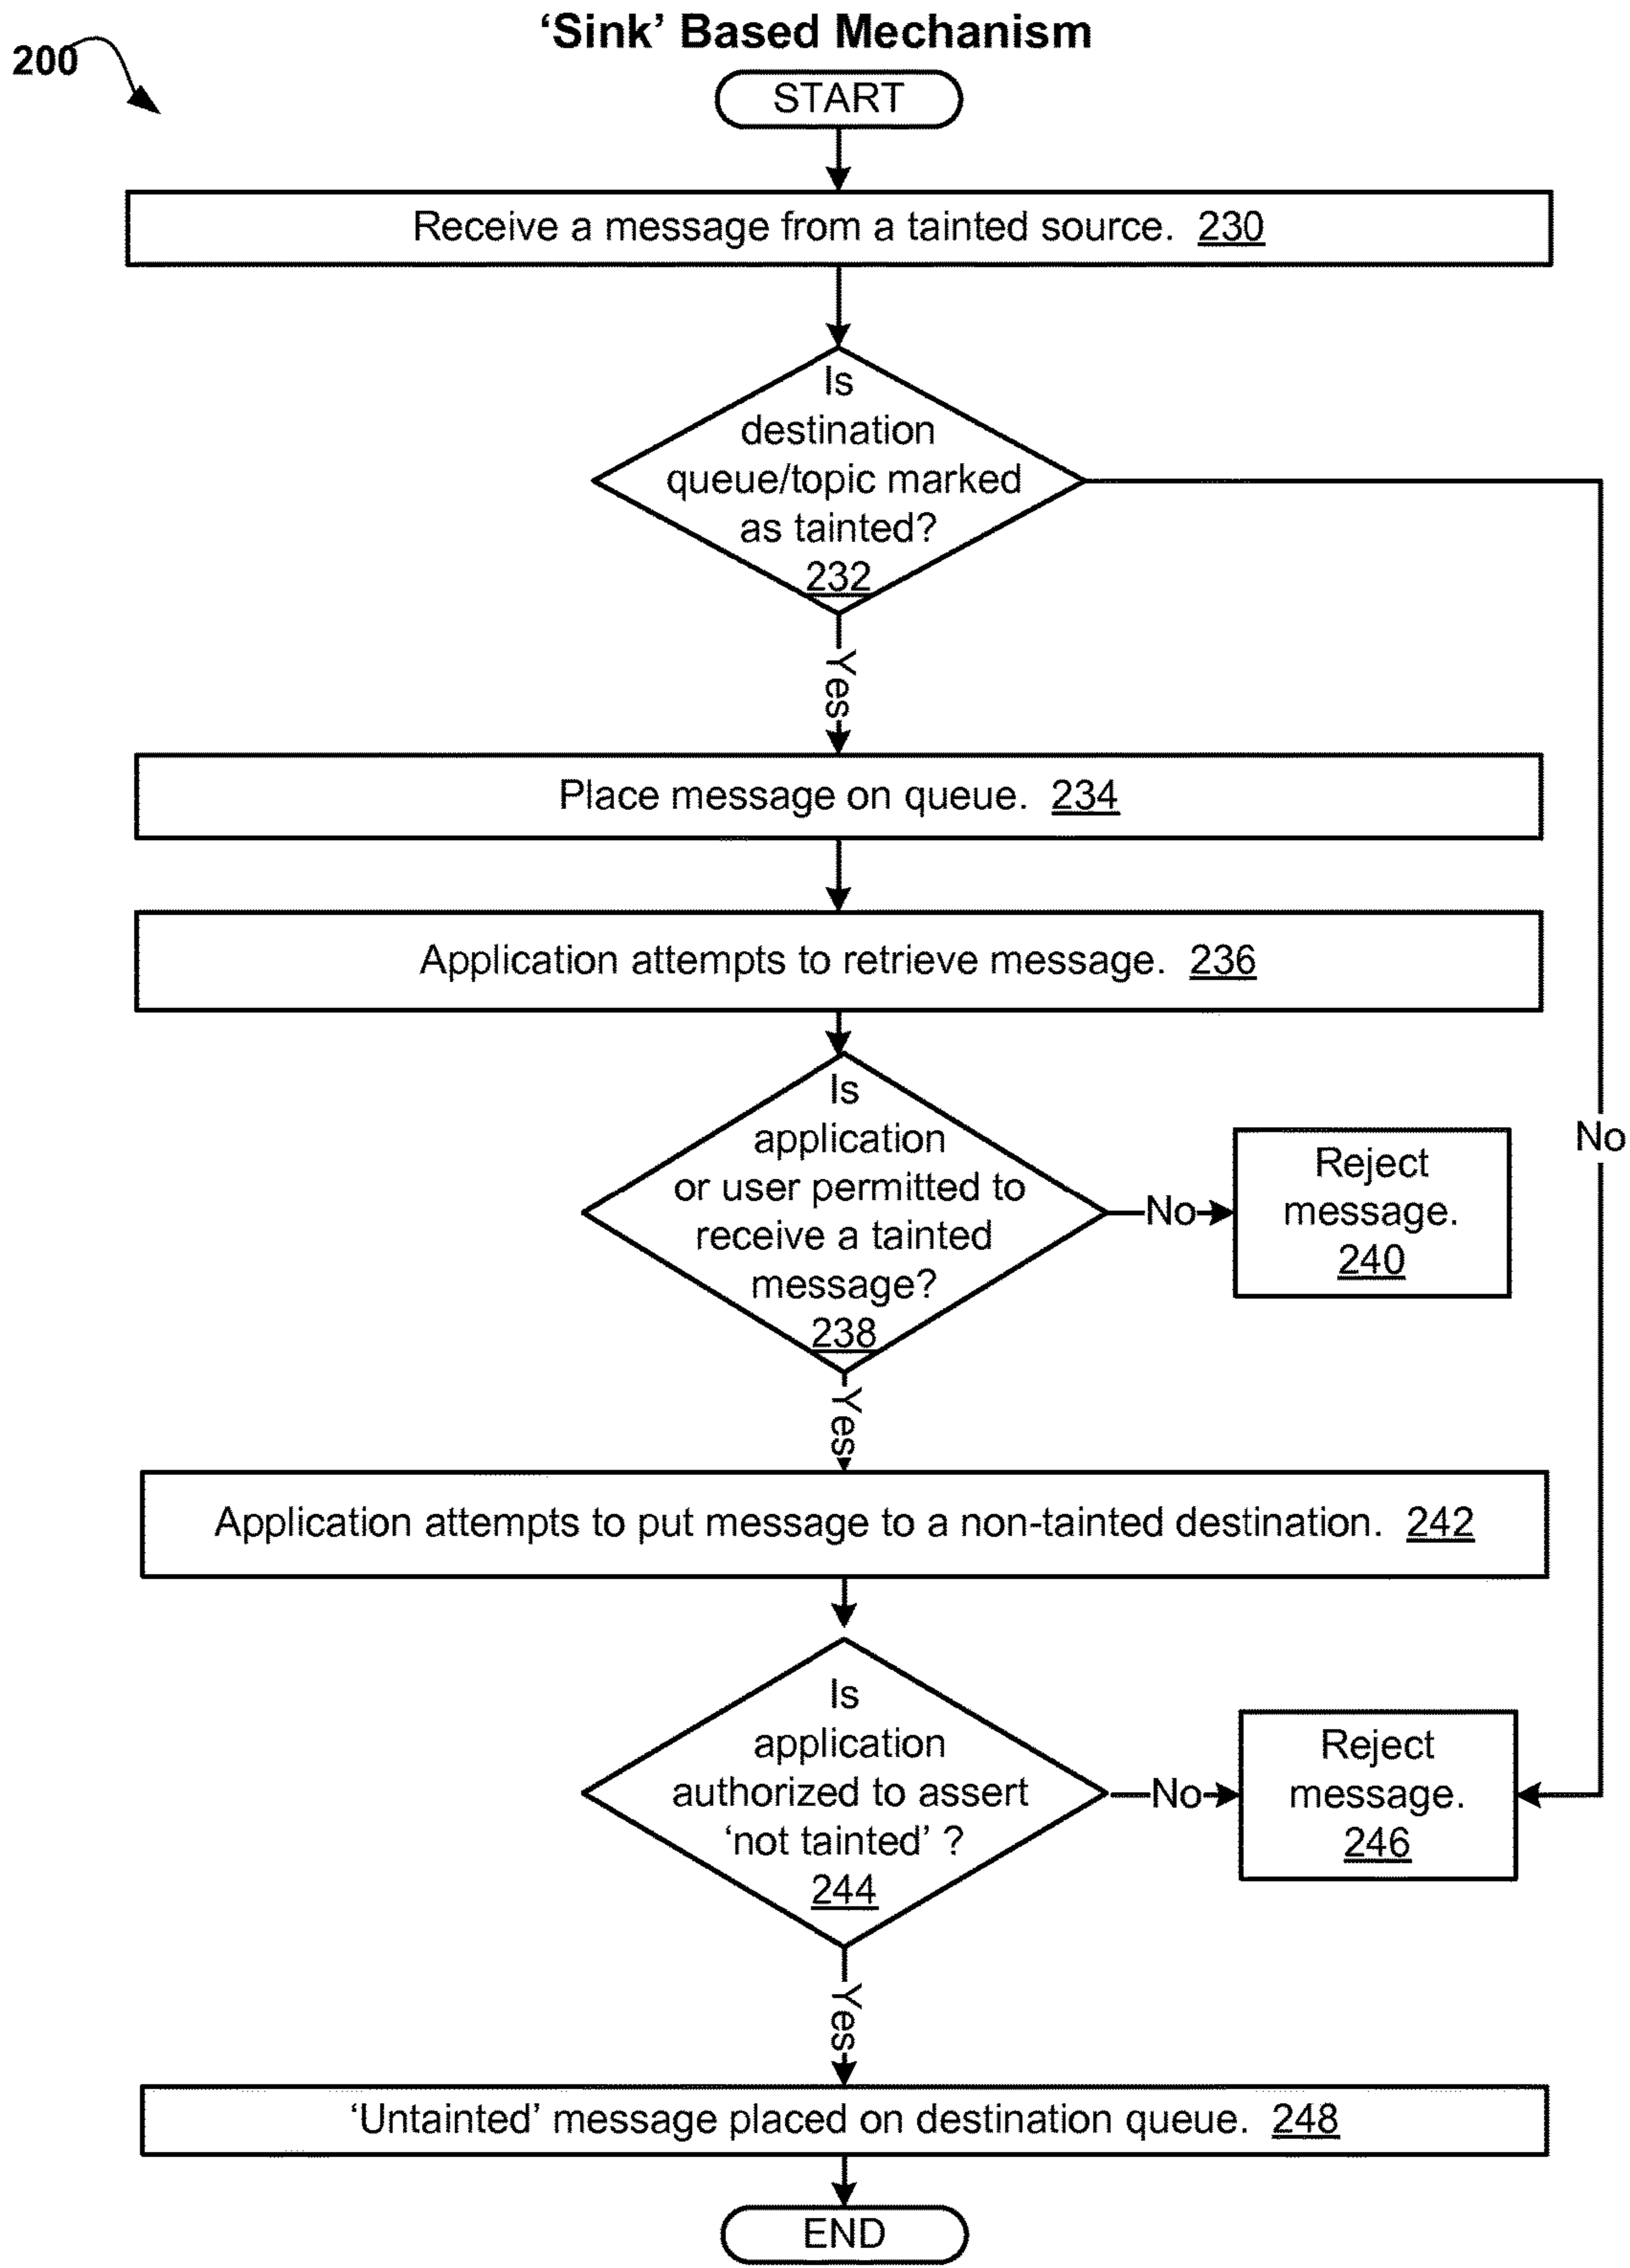 ‘Sink’ Based Mechanism
200
START
Receive a message from a tainted source. 230
Is
destination
queue/topic marked
as tainted?
232
Yes
Place message on queue. 234
Application attempts to retrieve message. 236
Is
application
or user permitted to
receive a tainted
message?
238
No
Reject
message.
240
No
Yes
Application attempts to put message to a non-tainted destination. 242
Is
application
authorized to assert
‘not tainted’ ?
244
No
Reject
message.
246
Yes
‘Untainted’ message placed on destination queue. 248
END